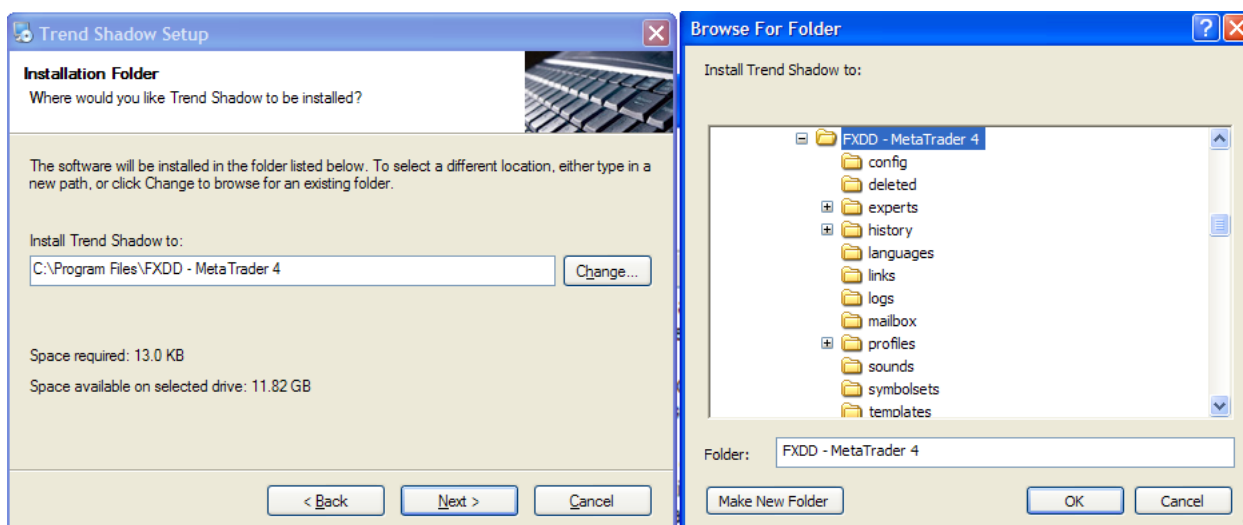 Trend Shadow Setup
Installation Folder
Where would you like Trend Shadow to be installed?
The software will be installed in the folder listed below. To select a different location, either type in a
new path, or click Change to browse for an existing folder.
Install Trend Shadow to:
C:\Program Files\FXDD - MetaTrader 4
Change...
Space required: 13.0 KB
Space available on selected drive: 11.82 GB
< Back
Next >
Cancel
Browse For Folder
Install Trend Shadow to:
FXDD - MetaTrader 4
config
deleted
experts
history
languages
links
logs
mailbox
profiles
sounds
symbolsets
templates
Folder:
FXDD - MetaTrader 4
Make New Folder
OK
Cancel